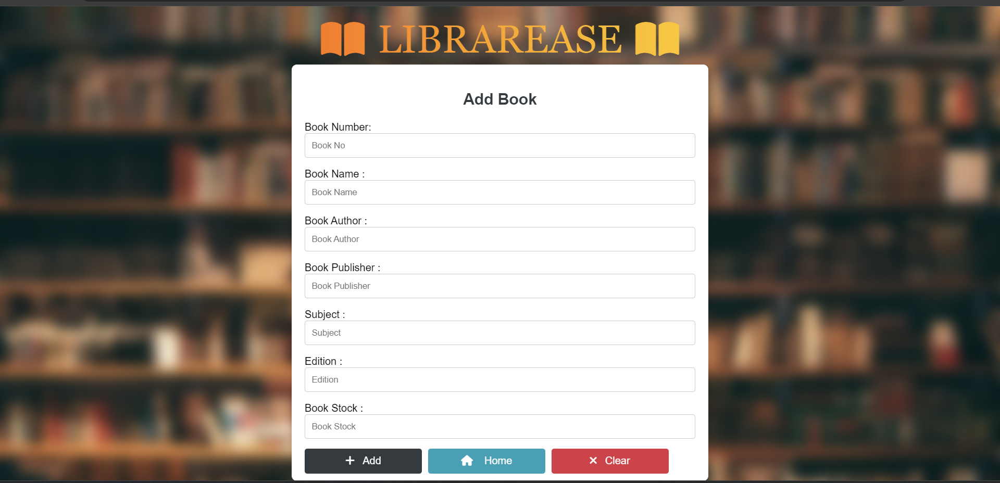 LIBRAREASE
Add Book
Book Number:
Book No
Book Name :
Book Name
Book Author :
Book Author
Book Publisher :
Book Publisher
Subject :
Subject
Edition :
Edition
Book Stock :
Book Stock
Add Home Clear